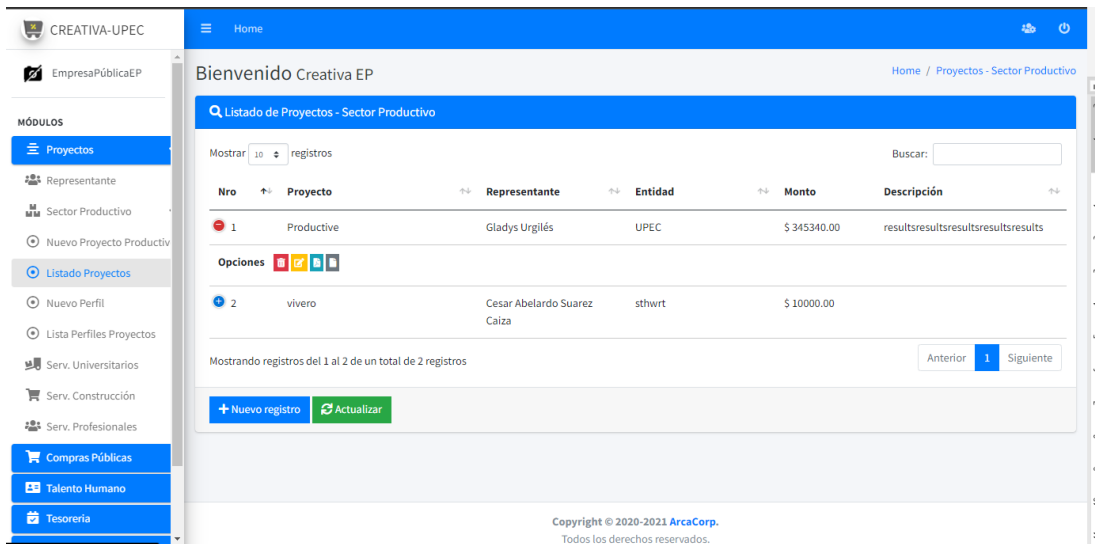 CREATIVA-UPEC
Home
EmpresaPúblicaEP
Bienvenido Creativa EP
Home / Proyectos - Sector Productivo
MÓDULOS
Proyectos
Representante
Sector Productivo
Nuevo Proyecto Productiv
Listado Proyectos
Nuevo Perfil
Lista Perfiles Proyectos
Serv. Universitarios
Serv. Construcción
Serv. Profesionales
Compras Públicas
Talento Humano
Tesoreria
Listado de Proyectos - Sector Productivo
Mostrar 10 registros
Buscar:
Nro Proyecto Representante Entidad Monto Descripción
1 Productive Gladys Urgilés UPEC $ 345340.00 resultsresultsresultsresultsresults
Opciones
2 vivero Cesar Abelardo Suarez Caiza sthwrt $ 10000.00
Mostrando registros del 1 al 2 de un total de 2 registros
Anterior 1 Siguiente
Nuevo registro Actualizar
Copyright © 2020-2021 ArcaCorp.
Todos los derechos reservados.